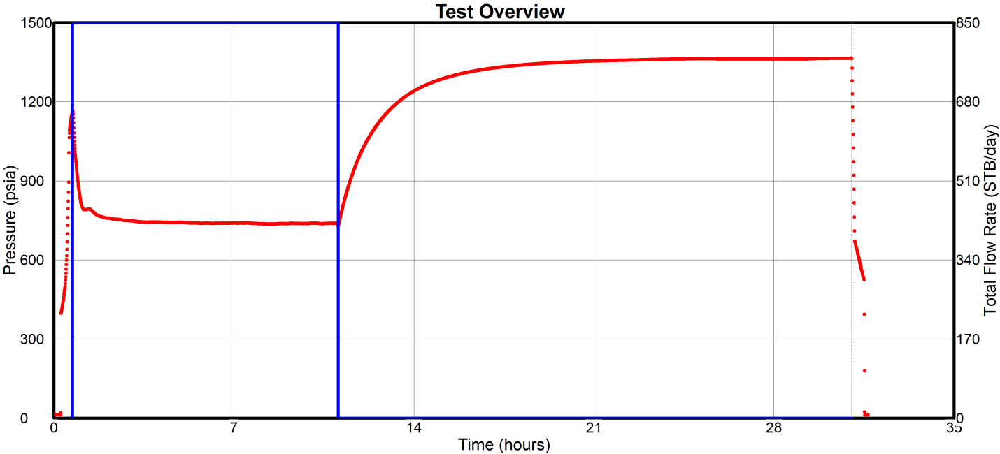 Test Overview
1500
1200
900
600
300
0
Pressure (psia)
850
680
510
340
170
0
Total Flow Rate (STB/day)
0 7 14 21 28 35
Time (hours)